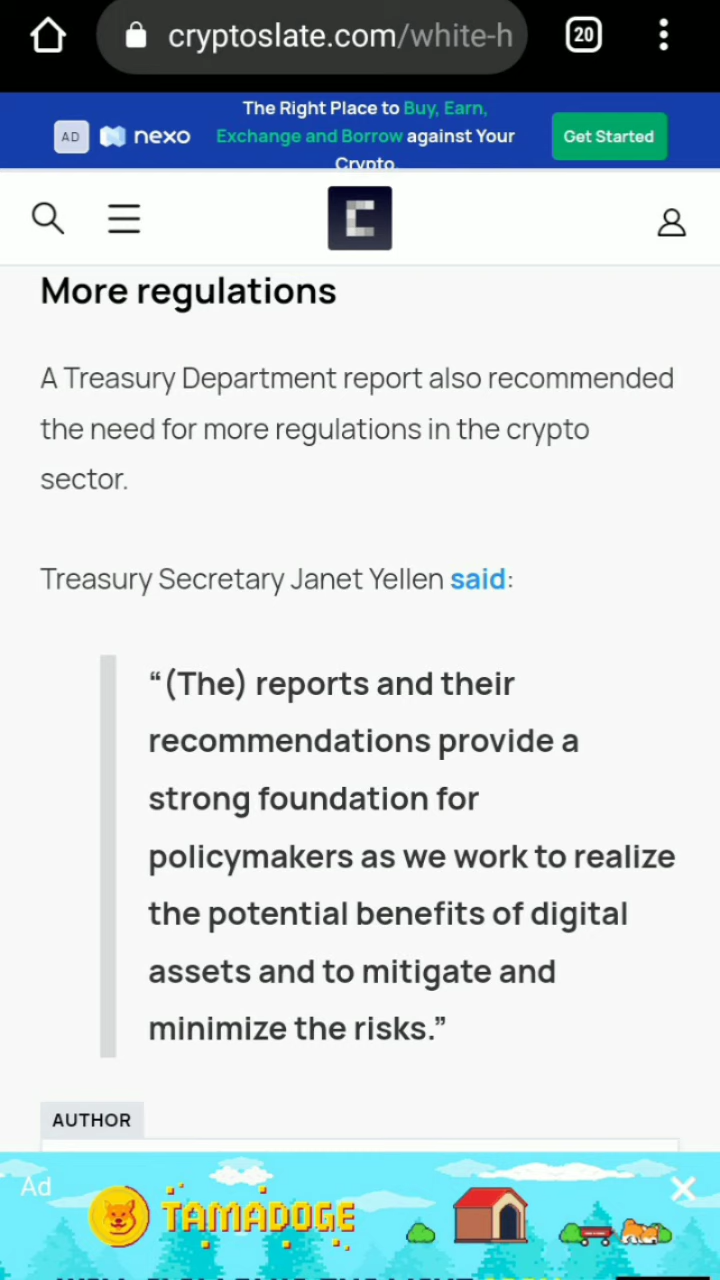 cryptoslate.com/white-h
20
The Right Place to Buy, Earn,
AD nexo Exchange and Borrow against Your Get Started
Crypto.
More regulations
A Treasury Department report also recommended
the need for more regulations in the crypto
sector.
Treasury Secretary Janet Yellen said:
“(The) reports and their
recommendations provide a
strong foundation for
policymakers as we work to realize
the potential benefits of digital
assets and to mitigate and
minimize the risks.”
AUTHOR
Ad
TAMADOGE